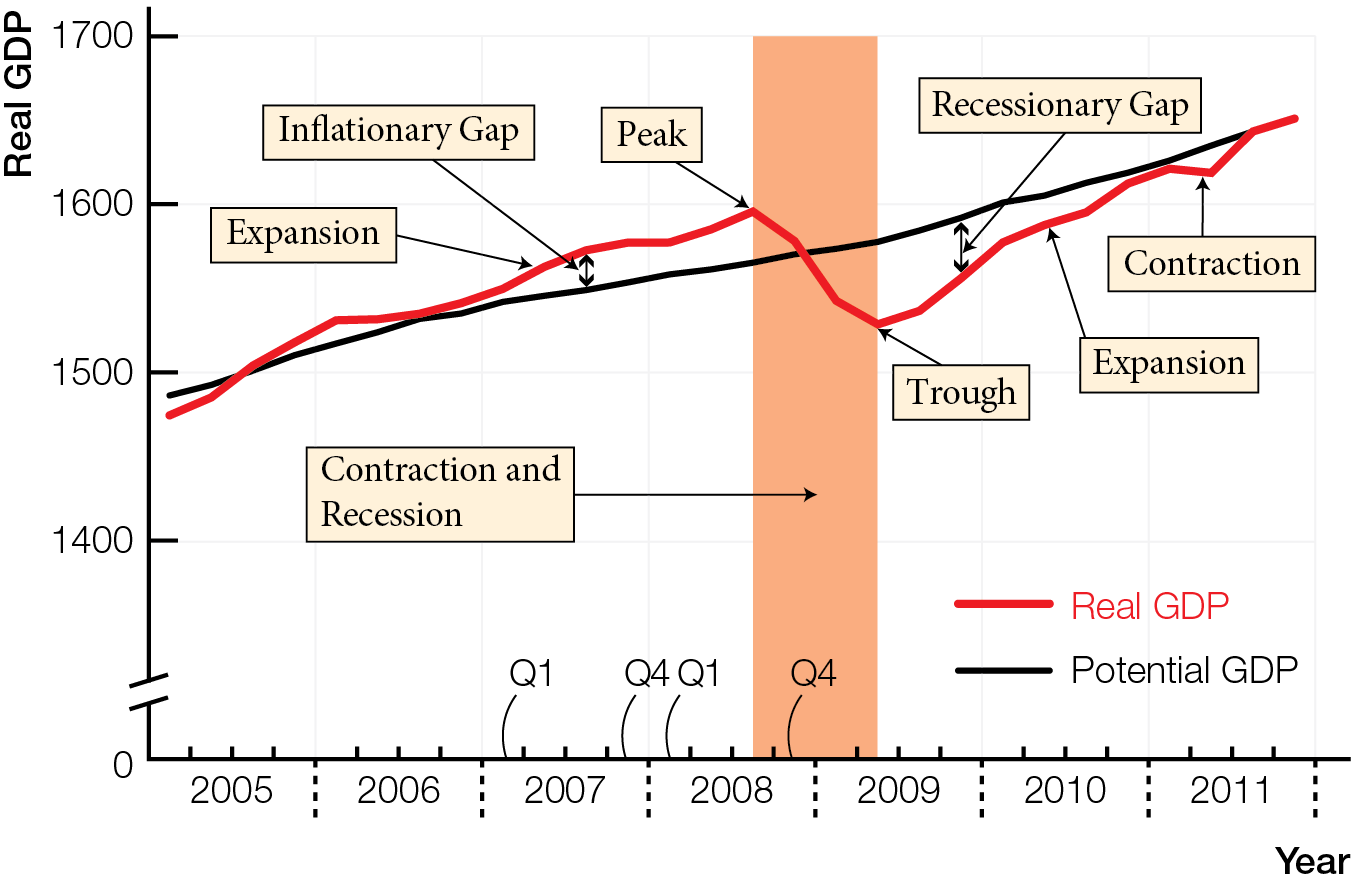 Real GDP
1700
1600
1500
1400
0
Inflationary Gap
Peak
Recessionary Gap
Expansion
Contraction
Expansion
Trough
Contraction and
Recession
Real GDP
Potential GDP
Q1
Q4
Q1
Q4
2005
2006
2007
2008
2009
2010
2011
Year